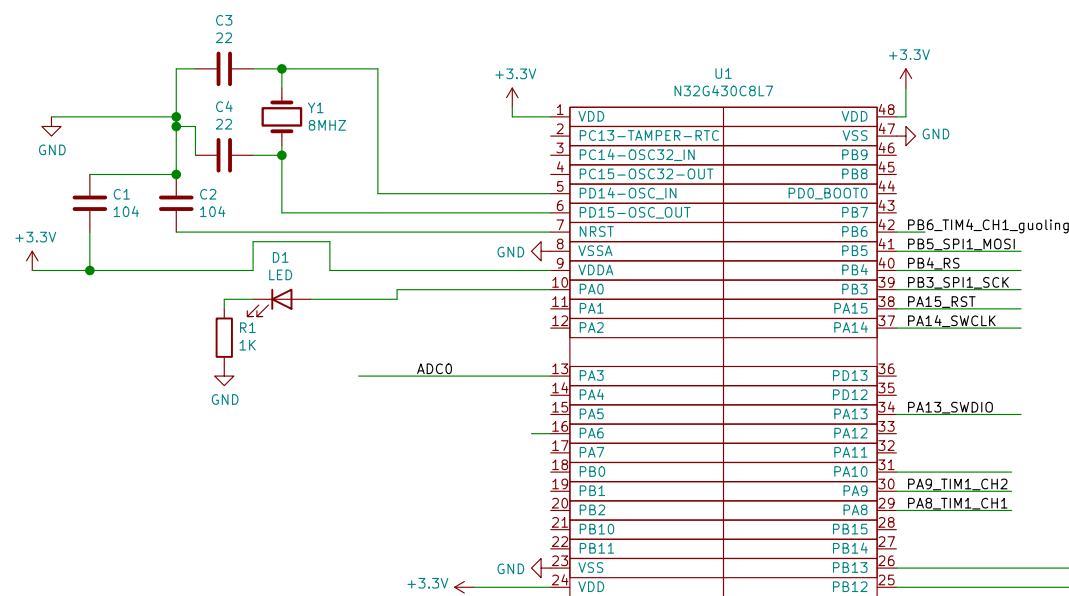 C3
22
C4
22
Y1
8MHZ
GND
C1
104
C2
104
+3.3V
D1
LED
R1
1K
GND
ADC0
+3.3V
U1
N32G430C8L7
+3.3V
1 VDD VDD 48
2 PC13-TAMPER-RTC VSS 47 GND
3 PC14-OSC32_IN PB9 46
4 PC15-OSC32-OUT PB8 45
5 PD14-OSC_IN PD0_BOOT0 44
6 PD15-OSC_OUT PB7 43
7 NRST PB6 42 PB6_TIM4_CH1_guoling
GND 8 VSSA PB5 41 PB5_SPI1_MOSI
9 VDDA PB4 40 PB4_RS
10 PA0 PB3 39 PB3_SPI1_SCK
11 PA1 PA15 38 PA15_RST
12 PA2 PA14 37 PA14_SWCLK
13 PA3 PD13 36
14 PA4 PD12 35
15 PA5 PA13 34 PA13_SWDIO
16 PA6 PA12 33
17 PA7 PA11 32
18 PB0 PA10 31
19 PB1 PA9 30 PA9_TIM1_CH2
20 PB2 PA8 29 PA8_TIM1_CH1
21 PB10 PB15 28
22 PB11 PB14 27
GND 23 VSS PB13 26
+3.3V 24 VDD PB12 25